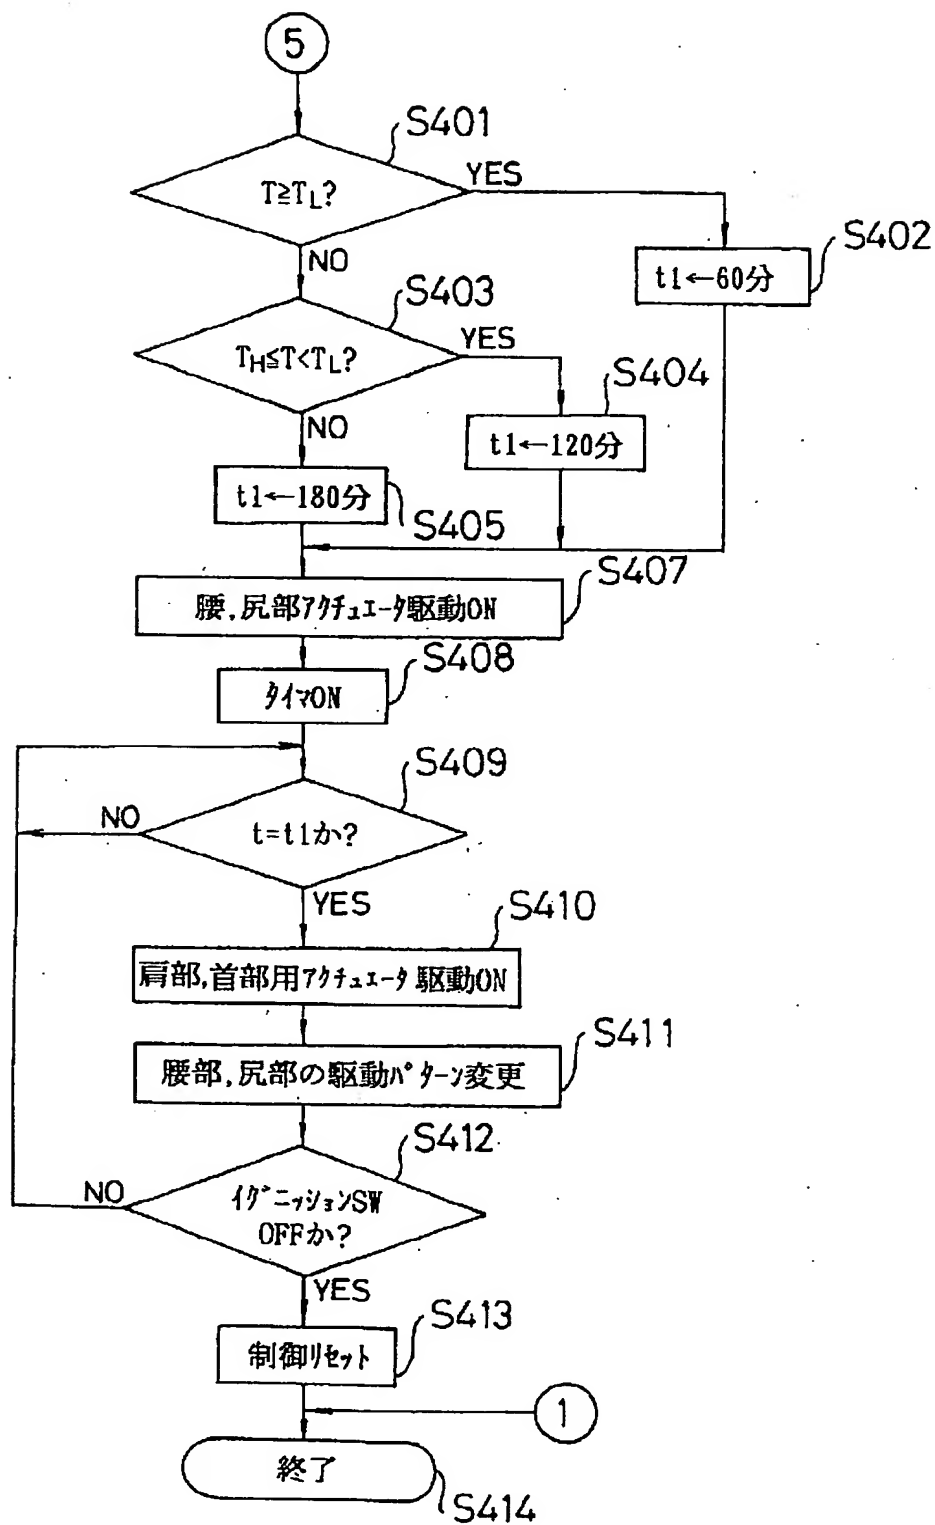 5
S401
T≧TL?
YES
NO
S402
t1←60分
S403
TH≦T<TL?
YES
NO
S404
t1←120分
t1←180分
S405
S407
腰,尻部ｱｸﾁｭｴｰﾀ駆動ON
S408
ﾀｲﾏON
S409
NO
t=t1か?
YES
S410
肩部,首部用ｱｸﾁｭｴｰﾀ駆動ON
S411
腰部,尻部の駆動ﾊﾟﾀｰﾝ変更
S412
NO
ｲｸﾞﾆｯｼｮﾝSW
OFFか?
YES
S413
制御ﾘｾｯﾄ
1
終了
S414